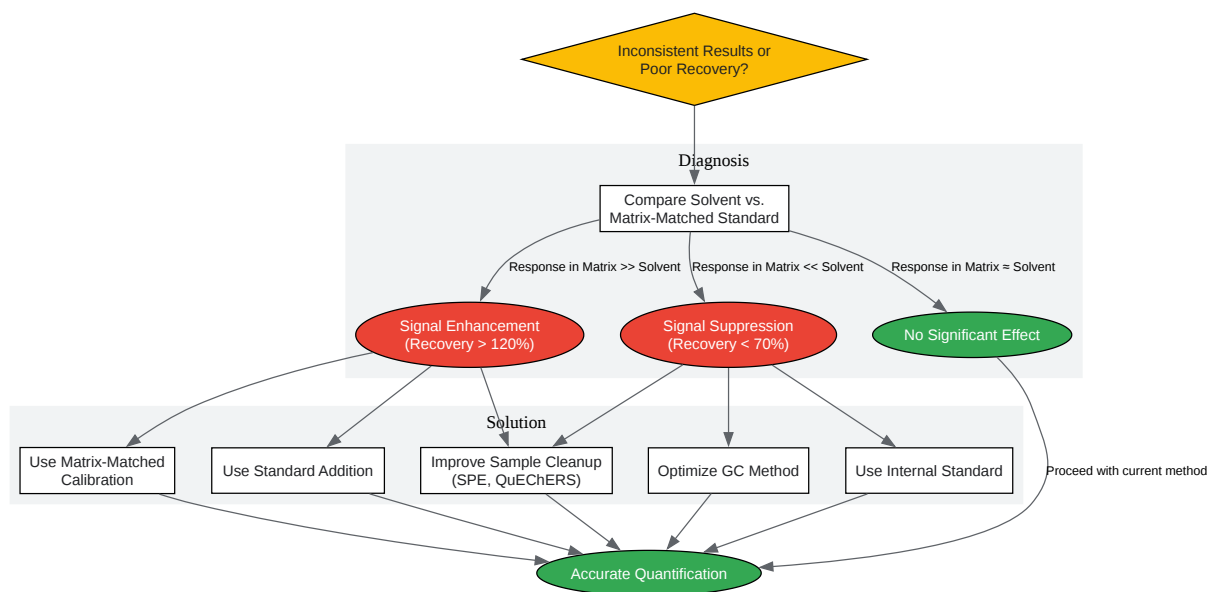 Inconsistent Results or
Poor Recovery?
Diagnosis
Compare Solvent vs.
Matrix-Matched Standard
Response in Matrix >> Solvent
Response in Matrix << Solvent
Response in Matrix ≈ Solvent
Signal Enhancement
(Recovery > 120%)
Signal Suppression
(Recovery < 70%)
No Significant Effect
Solution
Use Matrix-Matched
Calibration
Use Standard Addition
Improve Sample Cleanup
(SPE, QuEChERS)
Optimize GC Method
Use Internal Standard
Proceed with current method
Accurate Quantification